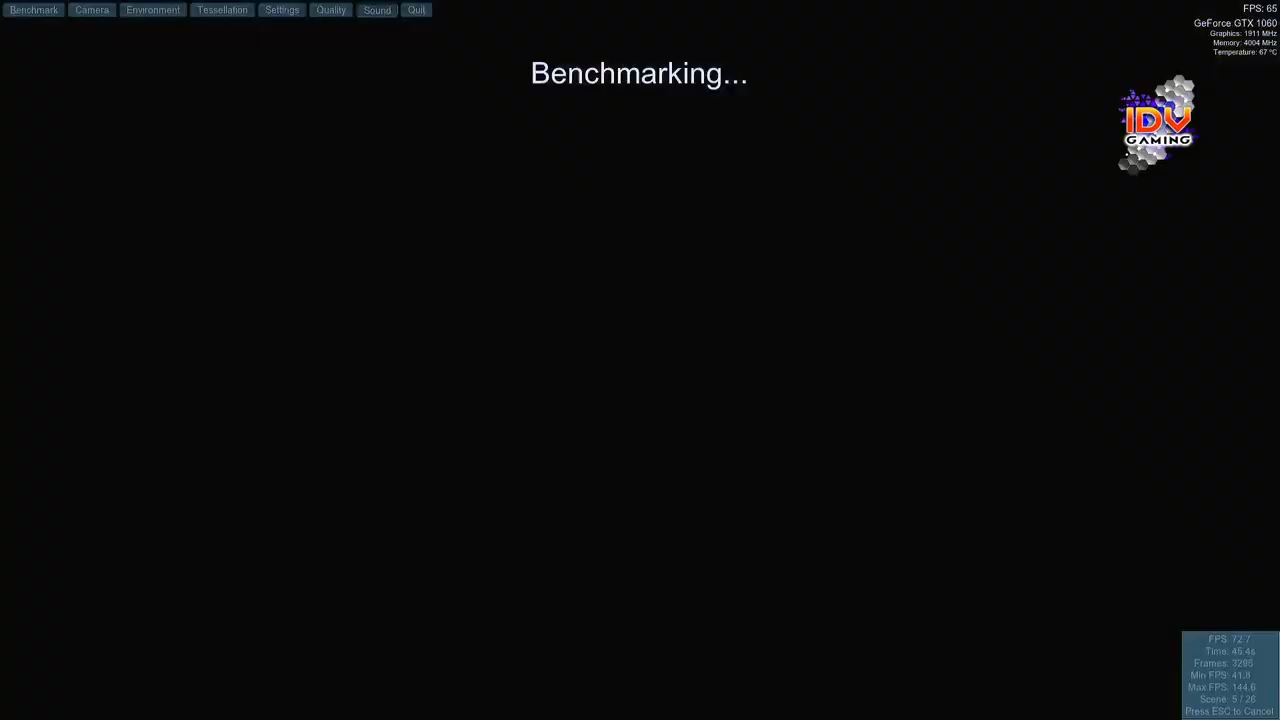 Benchmark Camera Environment Tessellation Settings Quality Sound Quit
FPS: 65
GeForce GTX 1060
Graphics: 1911 MHz
Memory: 4004 MHz
Temperature: 67 °C
Benchmarking...
IDV
GAMING
FPS: 72.7
Time: 45.4s
Frames: 3295
Min FPS: 41.8
Max FPS: 144.6
Scene: 5 / 26
Press ESC to Cancel